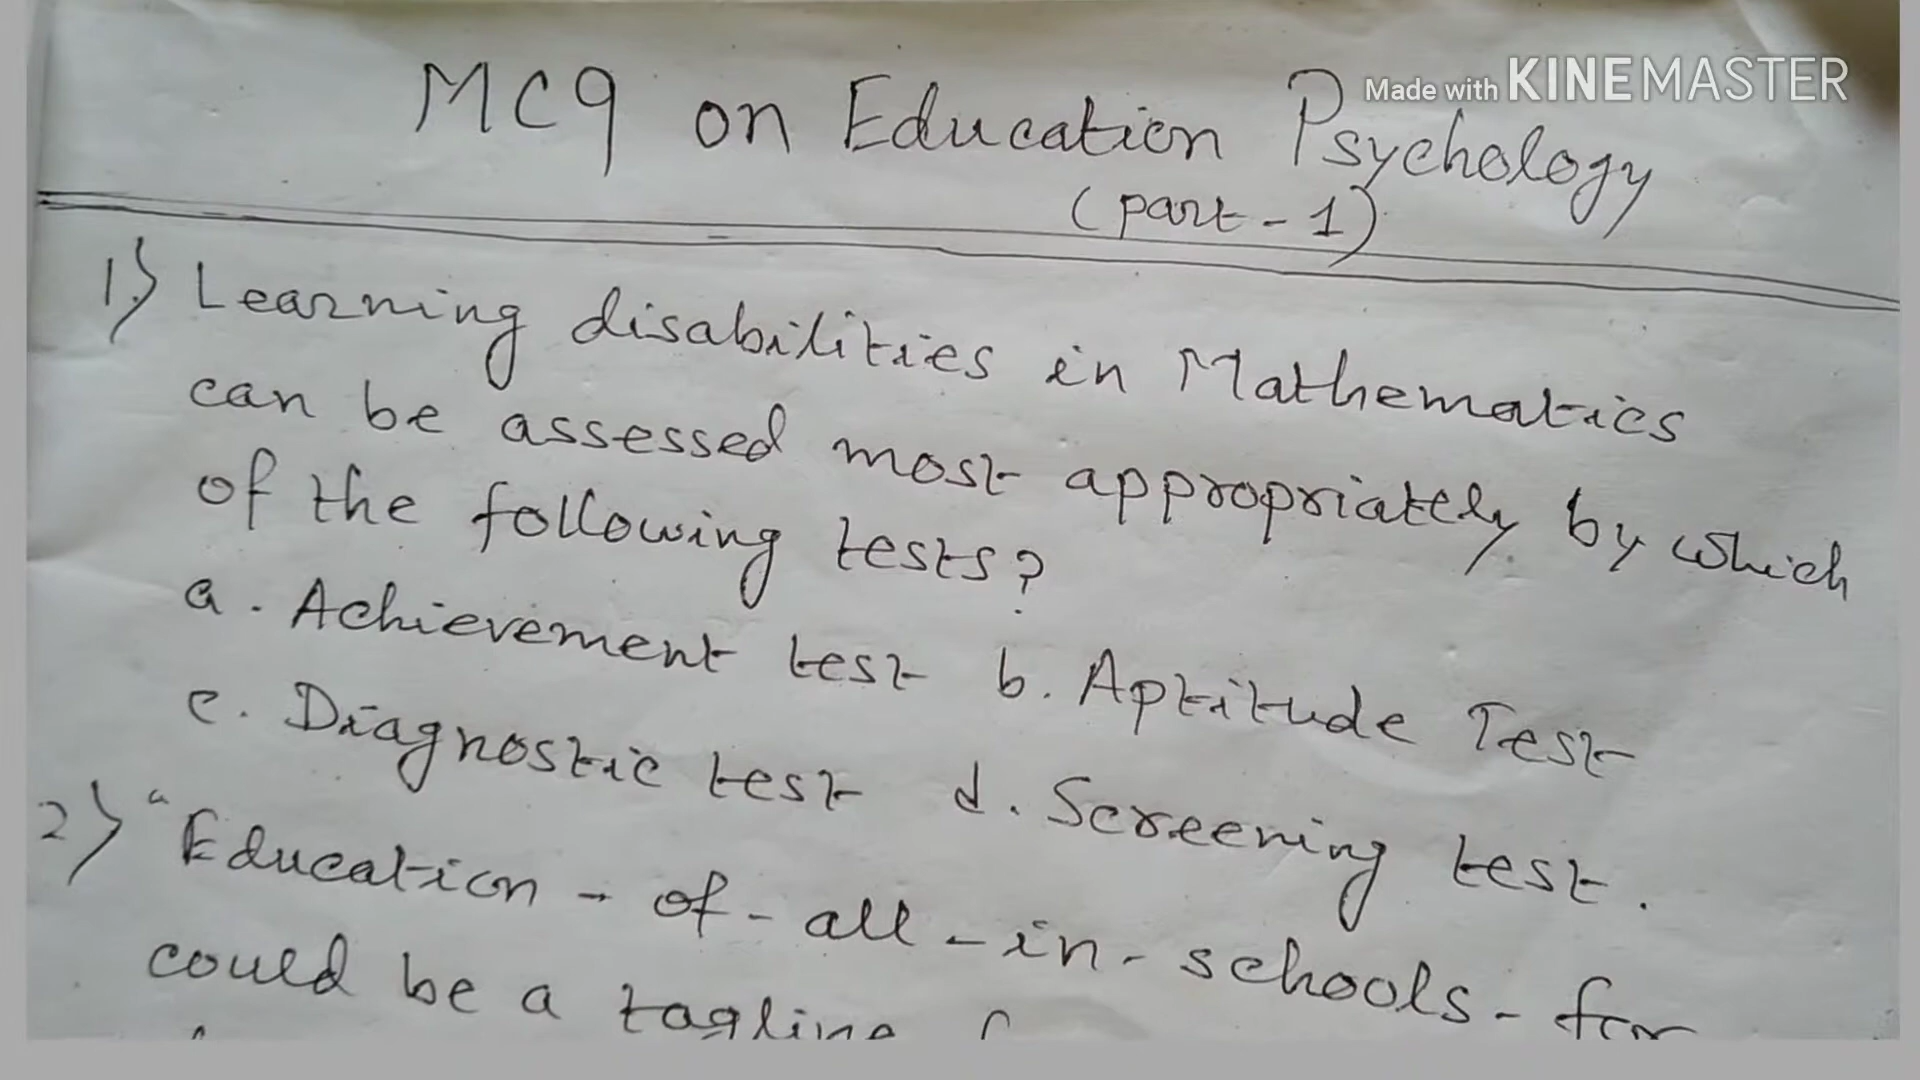 MCQ on Education Psychology
Made with KINEMASTER
(part-1)
1.) Learning disabilities in Mathematics
can be assessed most appropriately by which
of the following tests?
a. Achievement test b. Aptitude Test
c. Diagnostic test d. Screening test.
2) "Education-of-all-in-schools-for
could be a tagline